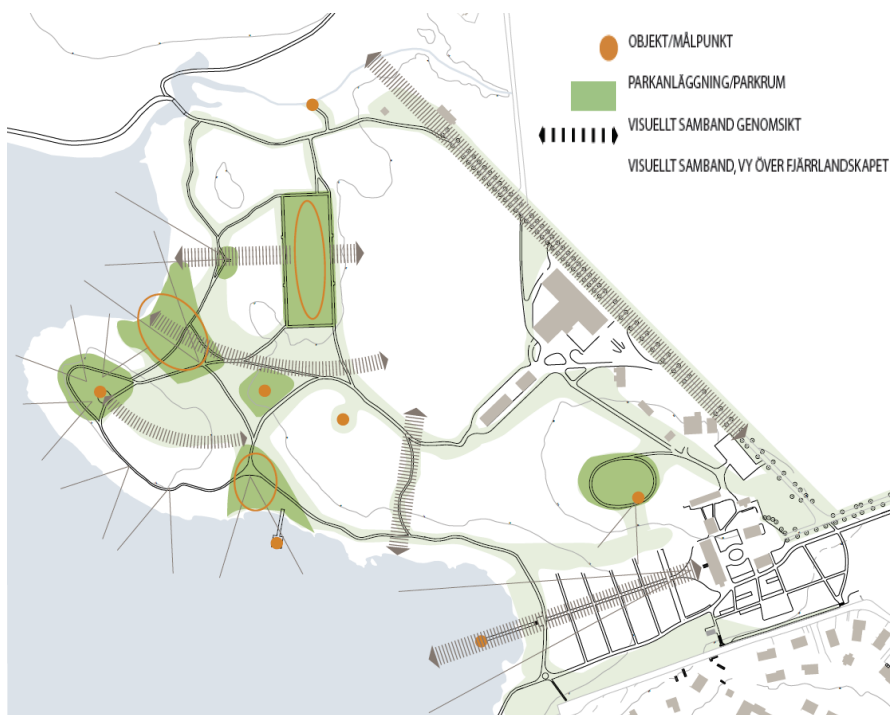 OBJEKT/MÅLPUNKT
PARKANLÄGGNING/PARKRUM
VISUELLT SAMBAND GENOMSIKT
VISUELLT SAMBAND, VY ÖVER FJÄRRLANDSKAPET